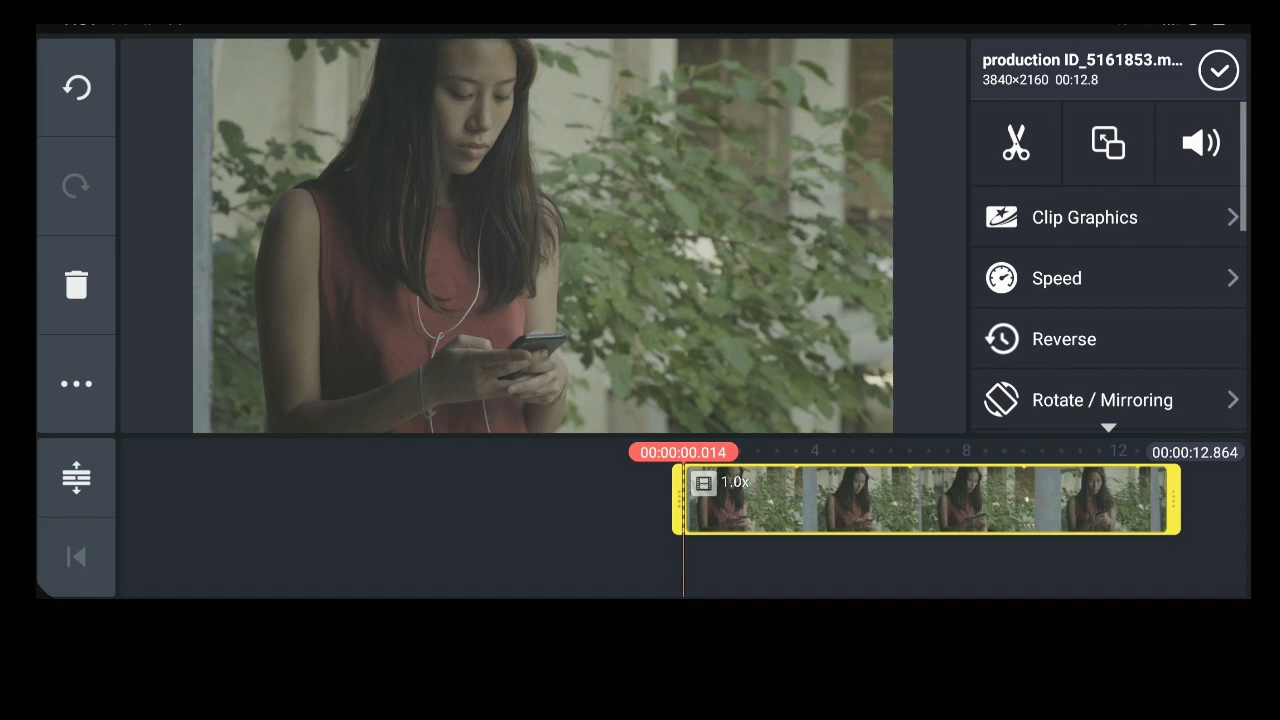 production ID_5161853.m...
3840×2160 00:12.8
Clip Graphics
Speed
Reverse
Rotate / Mirroring
00:00:00.014
4
8
12
00:00:12.864
1.0x